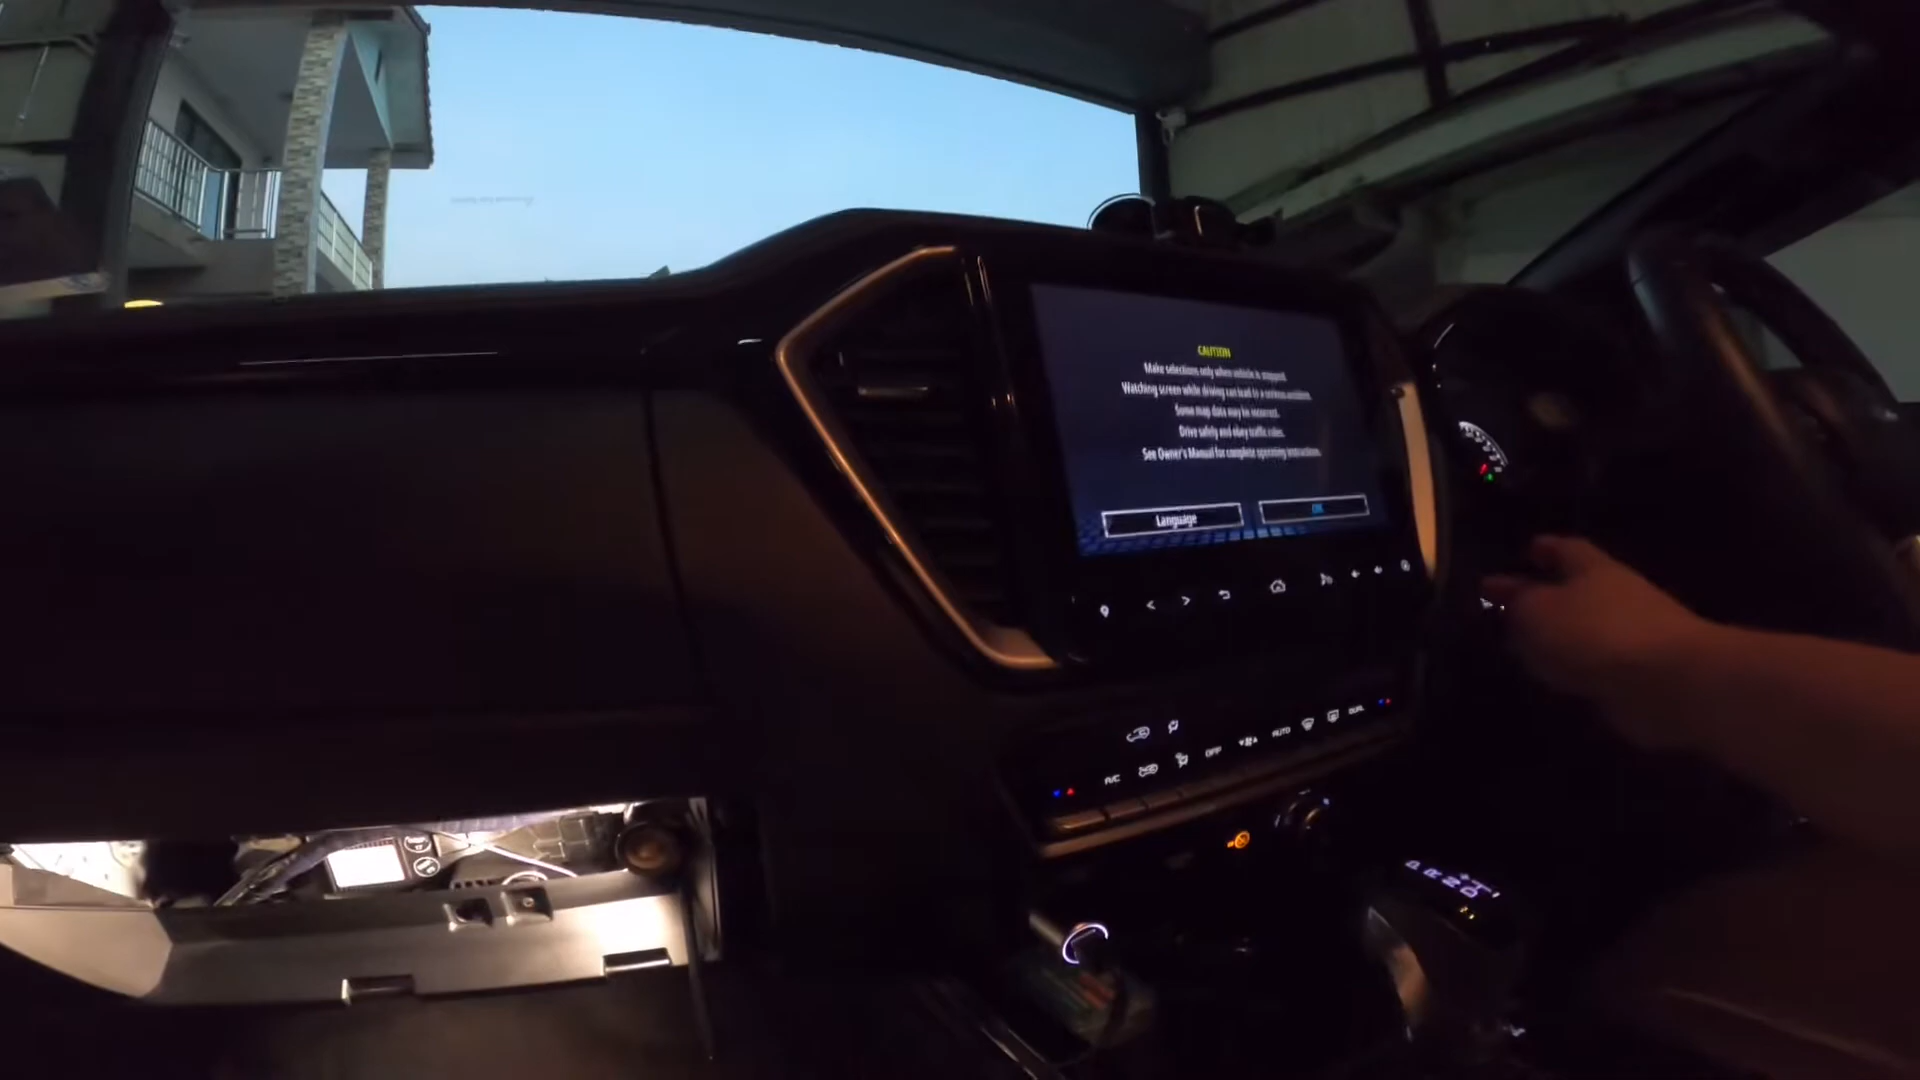 CAUTION
Make selections only when vehicle is stopped.
Watching screen while driving can lead to a serious accident.
Some map data may be incorrect.
Drive safely and obey traffic rules.
See Owner's Manual for complete operating instructions.
Language
OK
A/C
OFF
AUTO
DUAL
P R N D